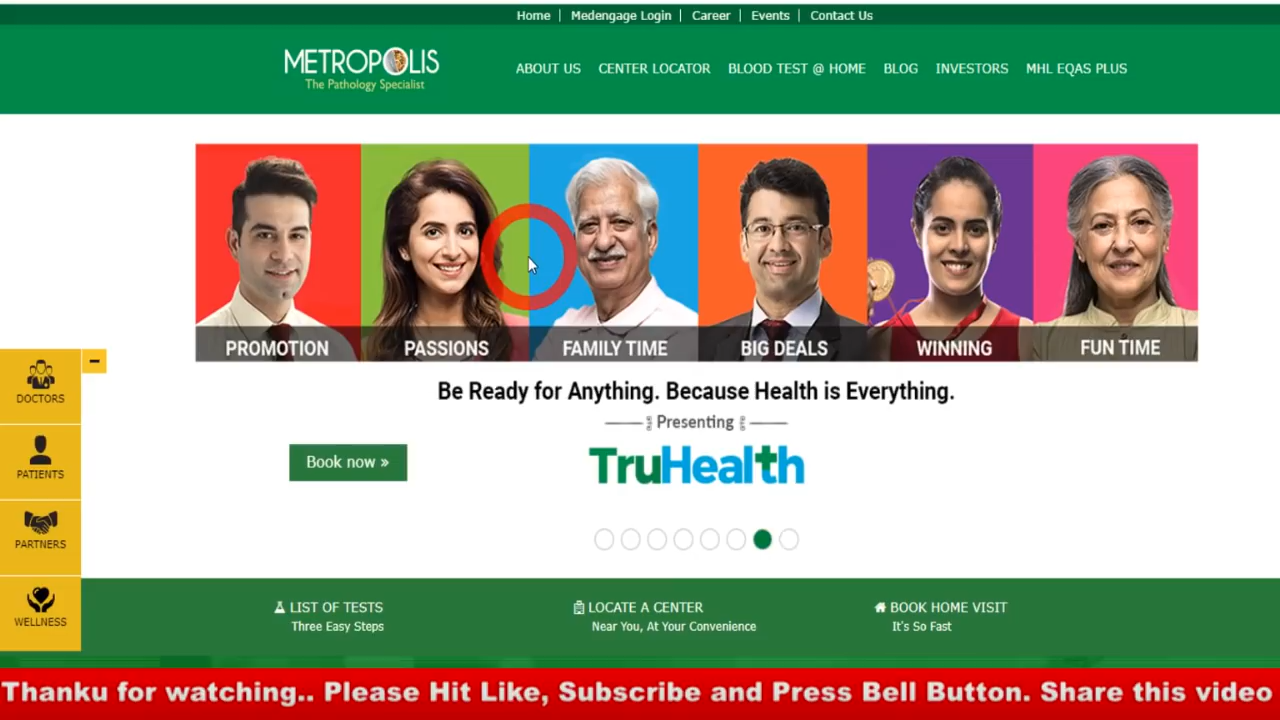 Home | Medengage Login | Career | Events | Contact Us
METROPOLIS
The Pathology Specialist
ABOUT US CENTER LOCATOR BLOOD TEST @ HOME BLOG INVESTORS MHL EQAS PLUS
PROMOTION PASSIONS FAMILY TIME BIG DEALS WINNING FUN TIME
Be Ready for Anything. Because Health is Everything.
Presenting
TruHealth
Book now »
DOCTORS
PATIENTS
PARTNERS
WELLNESS
LIST OF TESTS
Three Easy Steps
LOCATE A CENTER
Near You, At Your Convenience
BOOK HOME VISIT
It's So Fast
Thanku for watching.. Please Hit Like, Subscribe and Press Bell Button. Share this video